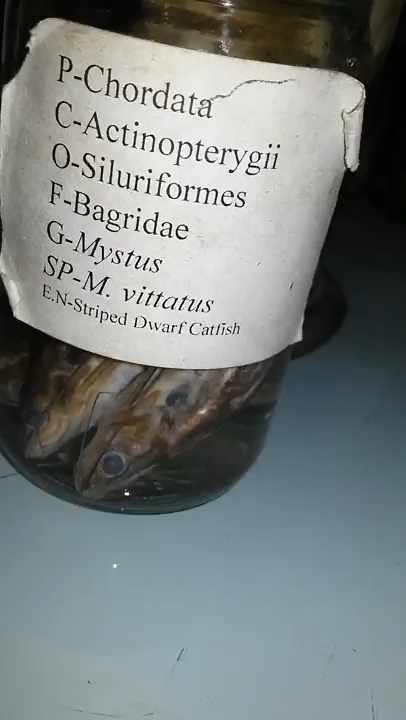 P-Chordata
C-Actinopterygii
O-Siluriformes
F-Bagridae
G-Mystus
SP-M. vittatus
E.N-Striped Dwarf Catfish